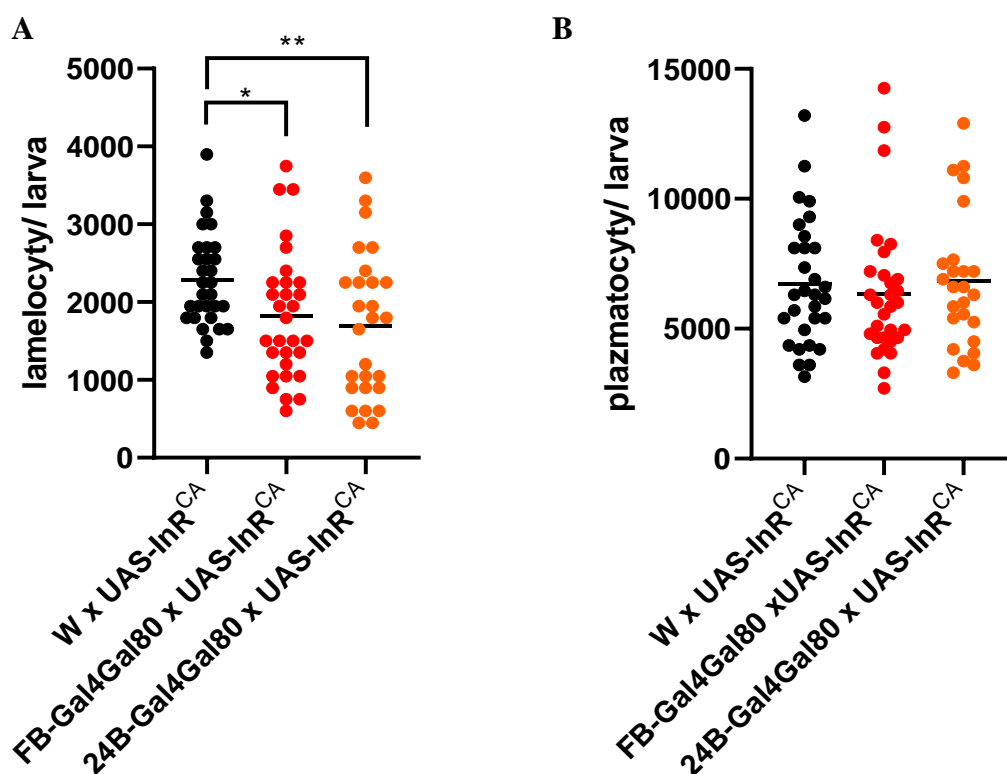 A
lamelocyty/ larva
5000
4000
3000
2000
1000
0
**
*
W x UAS-InR^CA
FB-Gal4Gal80 x UAS-InR^CA
24B-Gal4Gal80 x UAS-InR^CA
B
plazmatocyty/ larva
15000
10000
5000
0
W x UAS-InR^CA
FB-Gal4Gal80 xUAS-InR^CA
24B-Gal4Gal80 x UAS-InR^CA